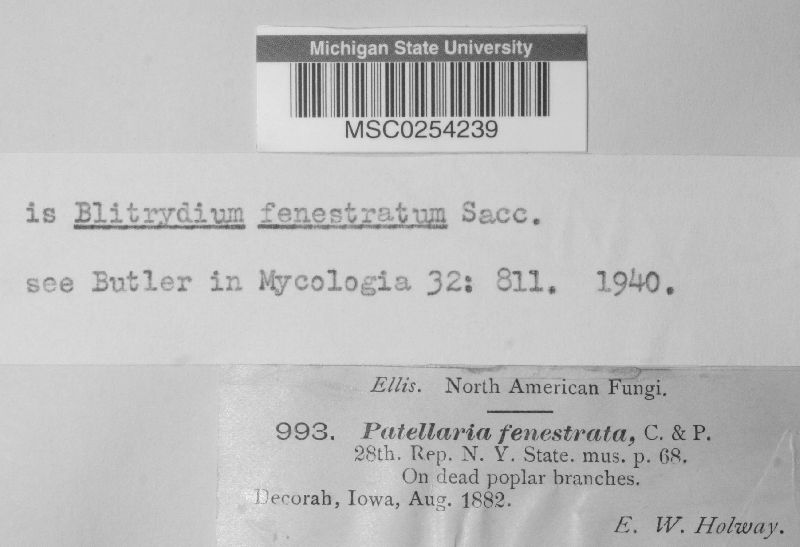 Michigan State University
MSC0254239
is Blitrydium fenestratum Sacc.
see Butler in Mycologia 32: 811. 1940.
Ellis. North American Fungi.
993. Patellaria fenestrata, C. & P.
28th. Rep. N. Y. State. mus. p. 68.
On dead poplar branches.
Decorah, Iowa, Aug. 1882.
E. W. Holway.